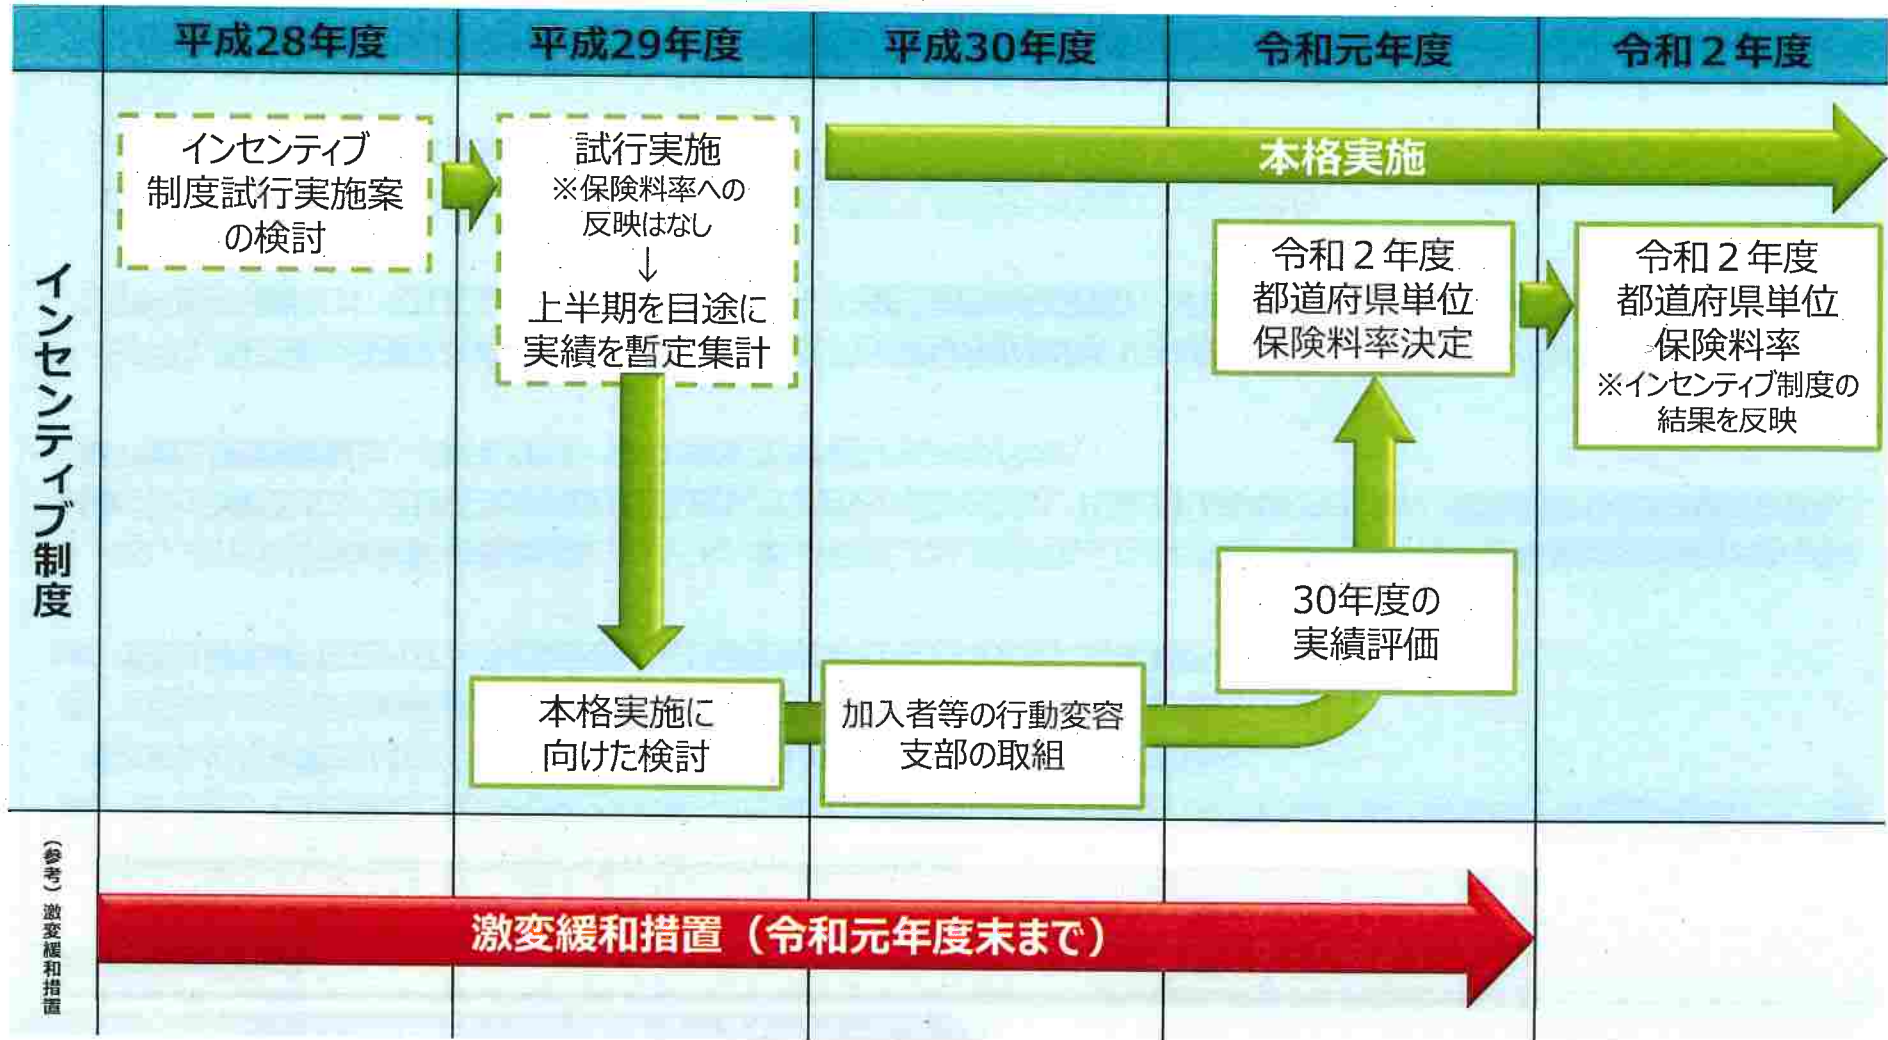 平成28年度
平成29年度
平成30年度
令和元年度
令和２年度
インセンティブ制度
インセンティブ
制度試行実施案
の検討
試行実施
※保険料率への
反映はなし
↓
上半期を目途に
実績を暫定集計
本格実施に
向けた検討
本格実施
加入者等の行動変容
支部の取組
令和２年度
都道府県単位
保険料率決定
30年度の
実績評価
令和２年度
都道府県単位
保険料率
※インセンティブ制度の
結果を反映
（参考）激変緩和措置
激変緩和措置（令和元年度末まで）